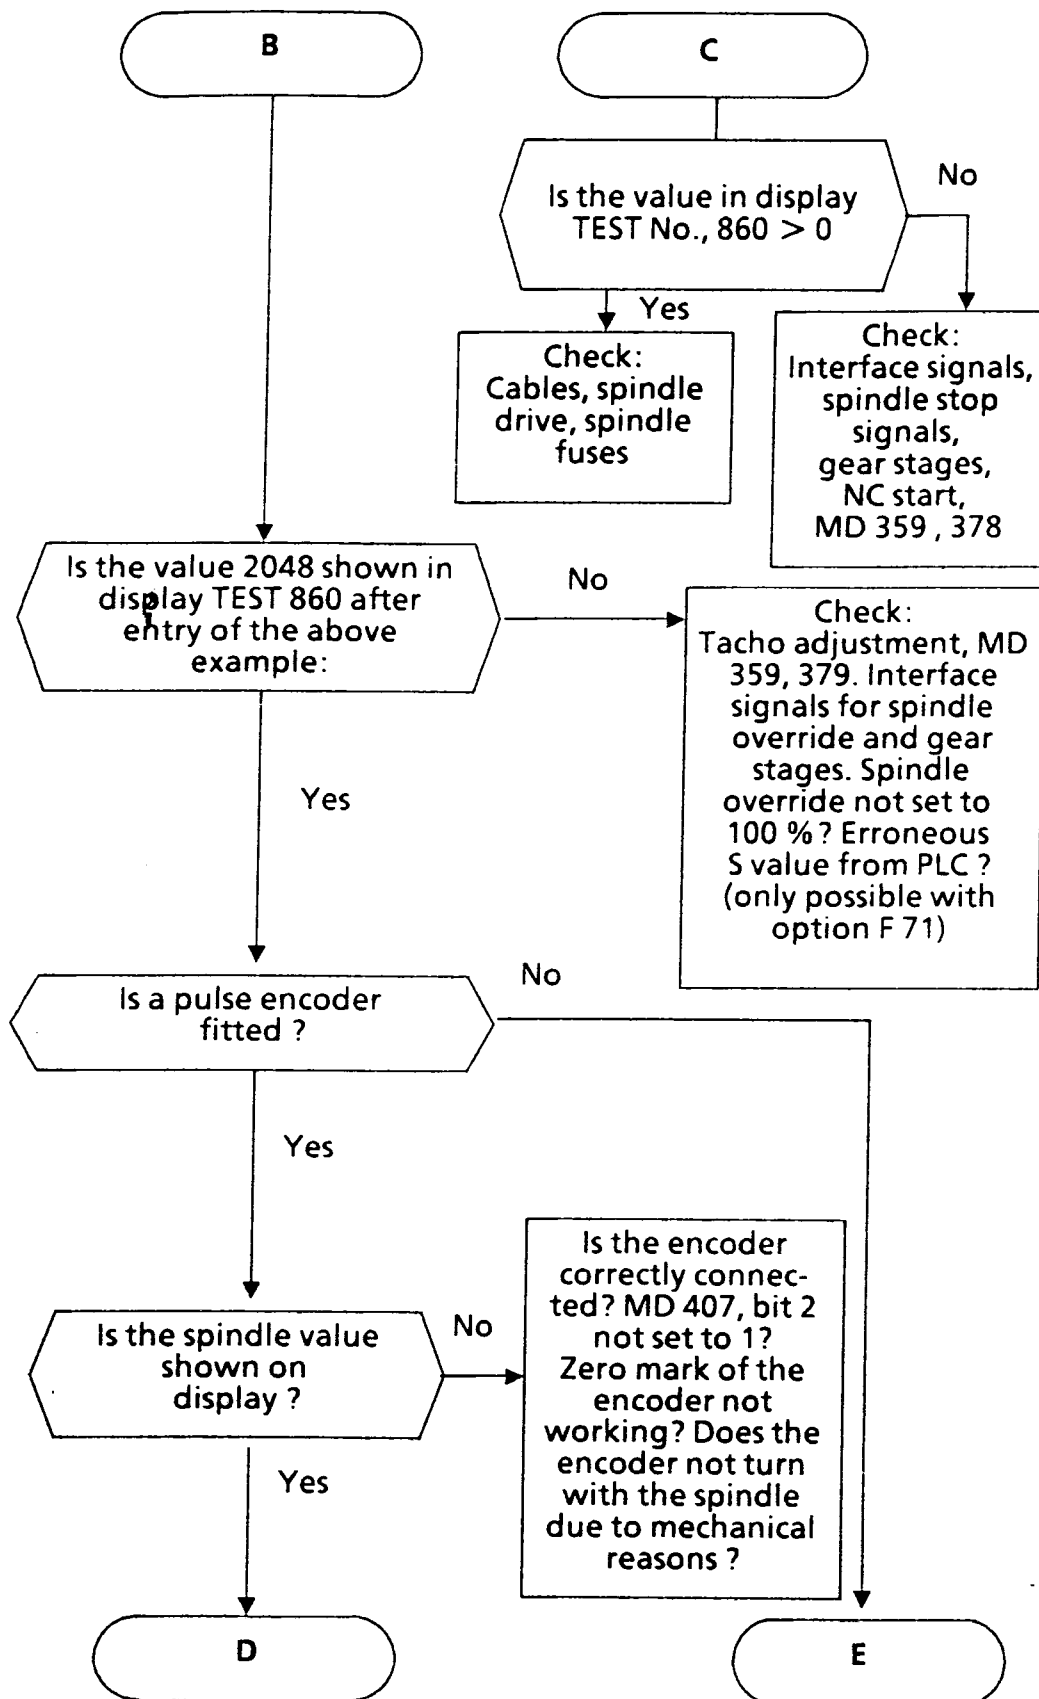 B
C
Is the value in display
TEST No., 860 > 0
No
Yes
Check:
Cables, spindle
drive, spindle
fuses
Check:
Interface signals,
spindle stop
signals,
gear stages,
NC start,
MD 359 , 378
Is the value 2048 shown in
display TEST 860 after
entry of the above
example:
No
Check:
Tacho adjustment, MD
359, 379. Interface
signals for spindle
override and gear
stages. Spindle
override not set to
100 % ? Erroneous
S value from PLC ?
(only possible with
option F 71)
Yes
Is a pulse encoder
fitted ?
No
Yes
Is the spindle value
shown on
display ?
No
Is the encoder
correctly connec-
ted? MD 407, bit 2
not set to 1?
Zero mark of the
encoder not
working? Does the
encoder not turn
with the spindle
due to mechanical
reasons ?
Yes
D
E